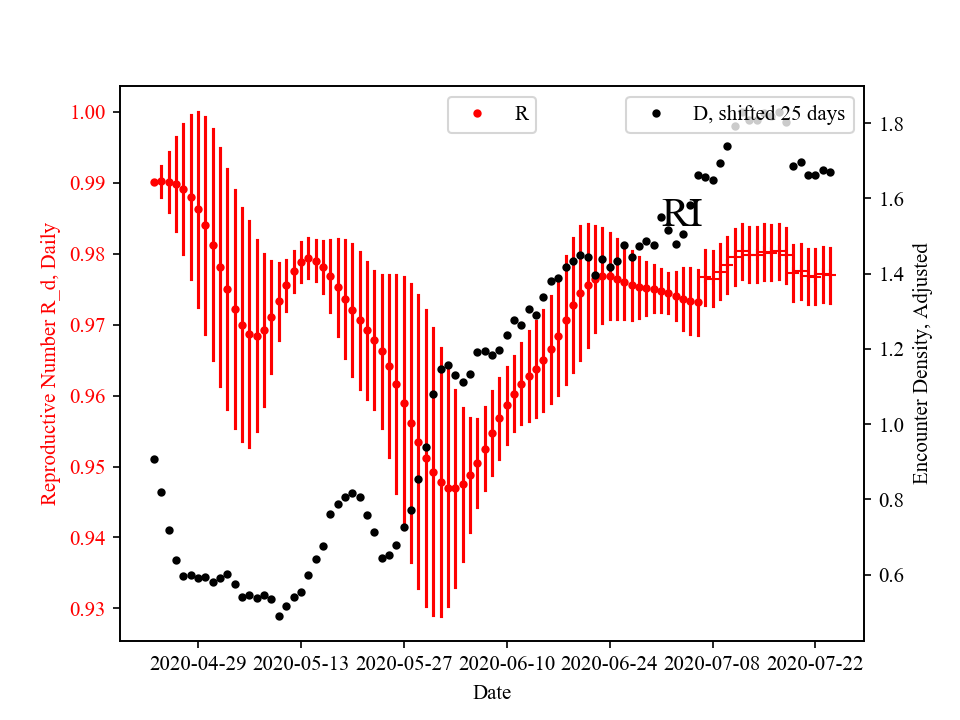 R
D, shifted 25 days
RI
1.00
0.99
0.98
0.97
0.96
0.95
0.94
0.93
Reproductive Number R_d, Daily
1.8
1.6
1.4
1.2
1.0
0.8
0.6
Encounter Density, Adjusted
2020-04-29 2020-05-13 2020-05-27 2020-06-10 2020-06-24 2020-07-08 2020-07-22
Date